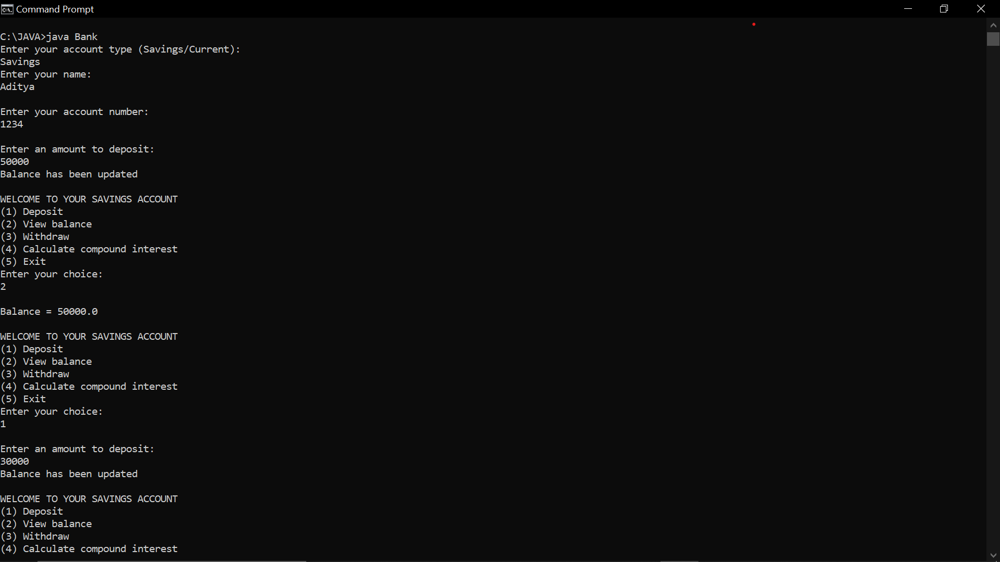 Command Prompt
C:\JAVA>java Bank
Enter your account type (Savings/Current):
Savings
Enter your name:
Aditya
Enter your account number:
1234
Enter an amount to deposit:
50000
Balance has been updated
WELCOME TO YOUR SAVINGS ACCOUNT
(1) Deposit
(2) View balance
(3) Withdraw
(4) Calculate compound interest
(5) Exit
Enter your choice:
2
Balance = 50000.0
WELCOME TO YOUR SAVINGS ACCOUNT
(1) Deposit
(2) View balance
(3) Withdraw
(4) Calculate compound interest
(5) Exit
Enter your choice:
1
Enter an amount to deposit:
30000
Balance has been updated
WELCOME TO YOUR SAVINGS ACCOUNT
(1) Deposit
(2) View balance
(3) Withdraw
(4) Calculate compound interest